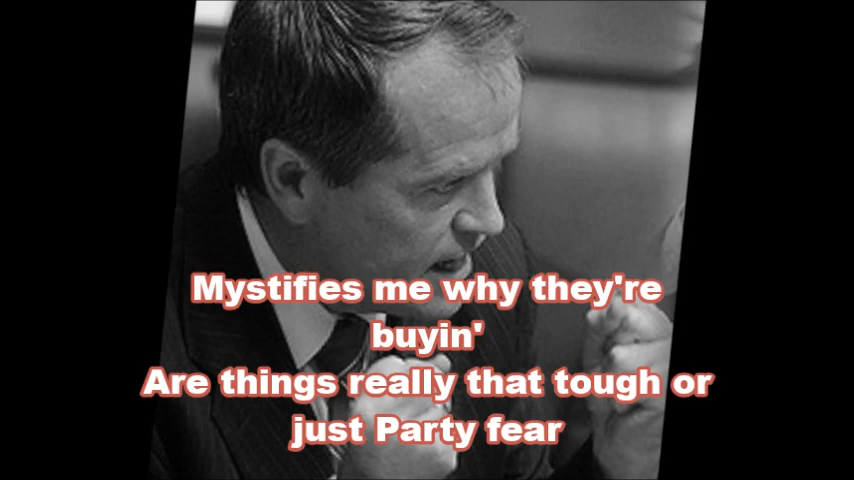 Mystifies me why they're
buyin'
Are things really that tough or
just Party fear